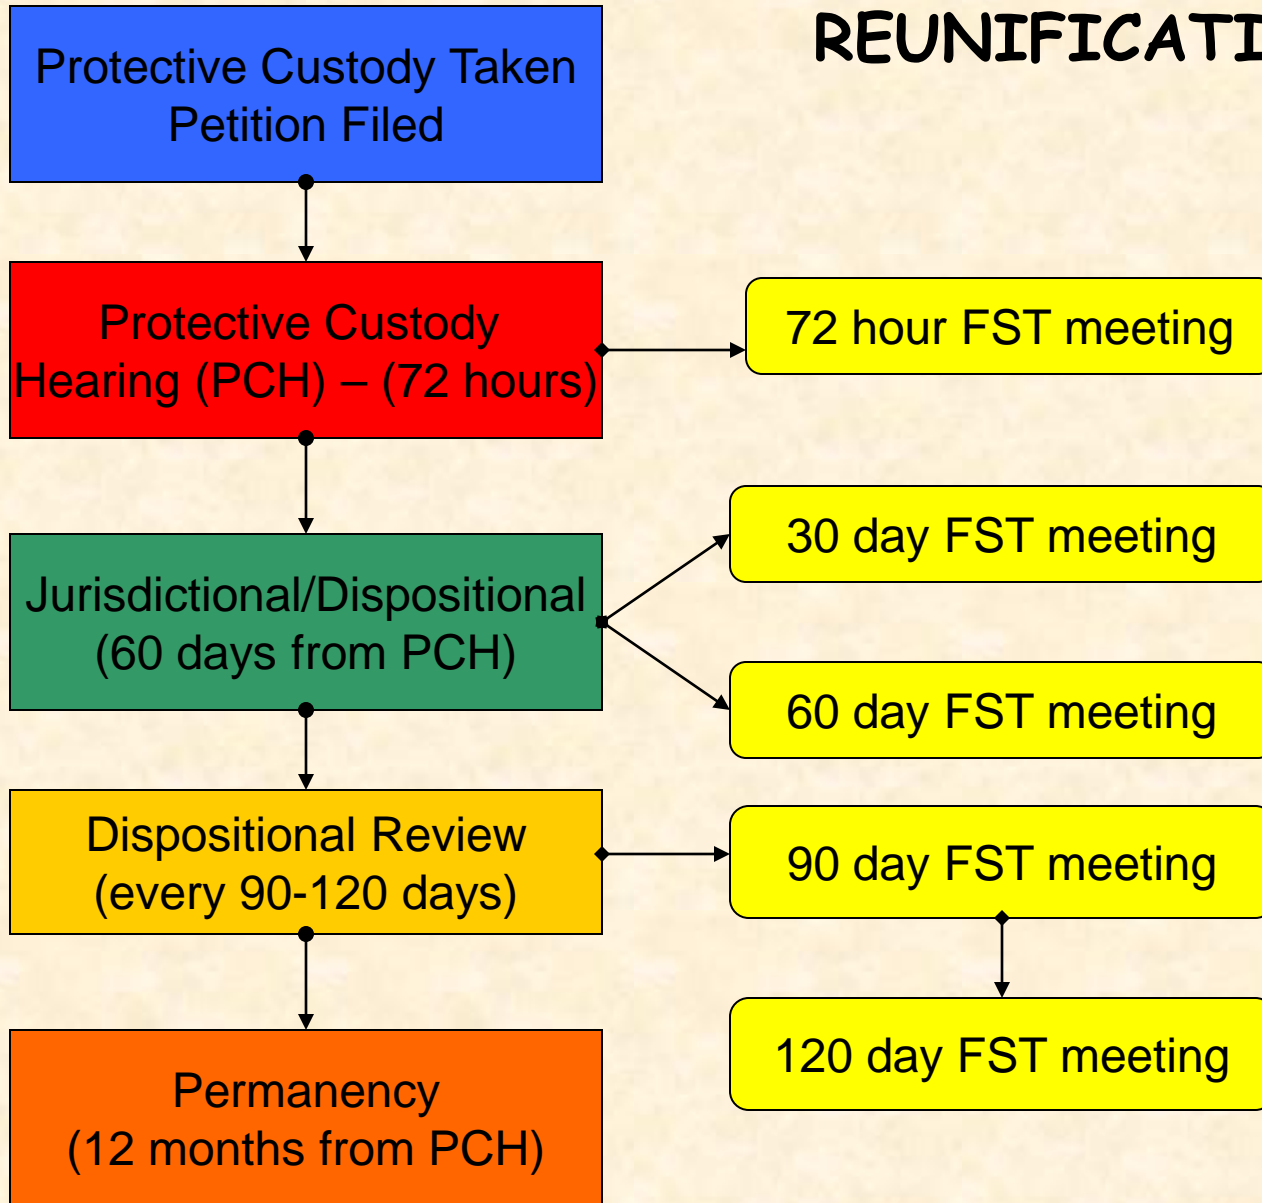 REUNIFICATI
Protective Custody Taken
Petition Filed
Protective Custody
Hearing (PCH) – (72 hours)
72 hour FST meeting
Jurisdictional/Dispositional
(60 days from PCH)
30 day FST meeting
60 day FST meeting
Dispositional Review
(every 90-120 days)
90 day FST meeting
120 day FST meeting
Permanency
(12 months from PCH)